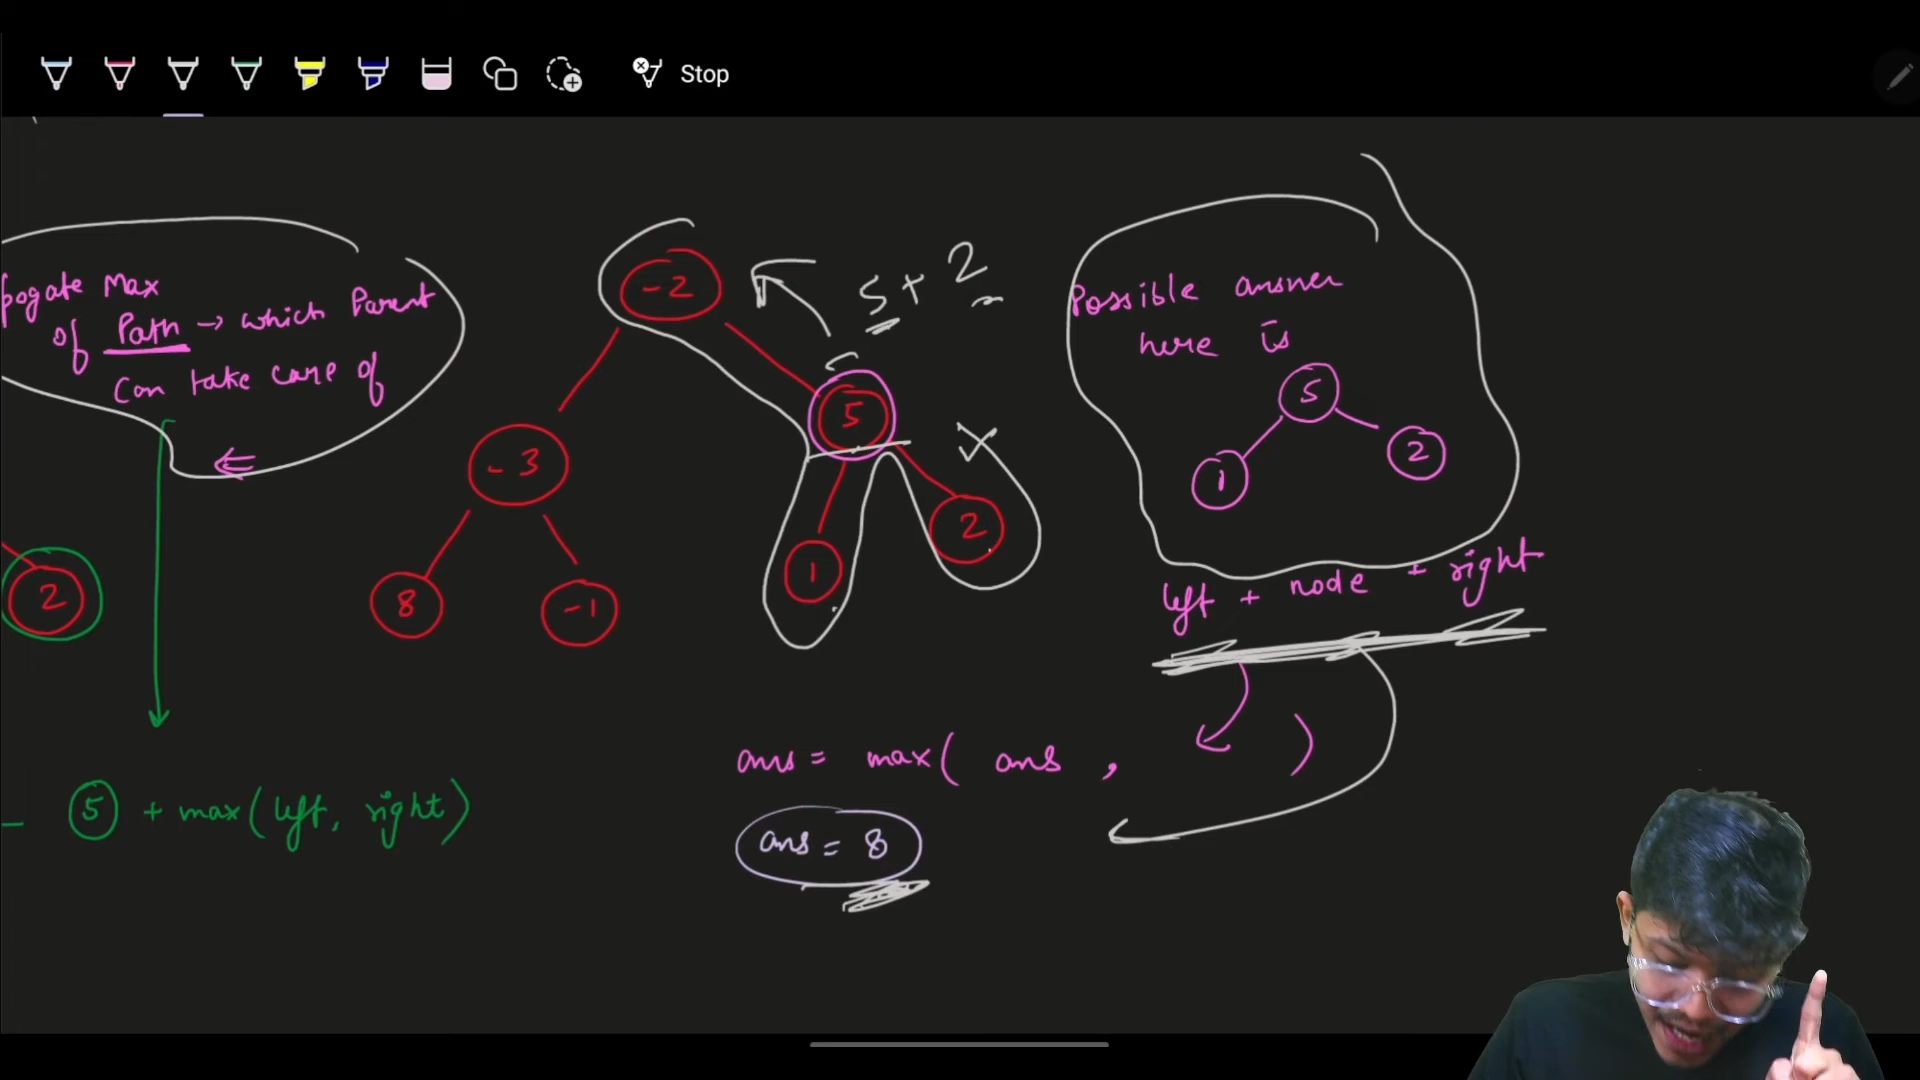 Stop
pogate Max
of Path → which Parent
Can take care of
-2
5 + 2
5
-3
1
2
8
-1
2
Possible answer
here is
5
1
2
left + node + right
ans = max( ans , )
ans = 8
- 5 + max( left, right )